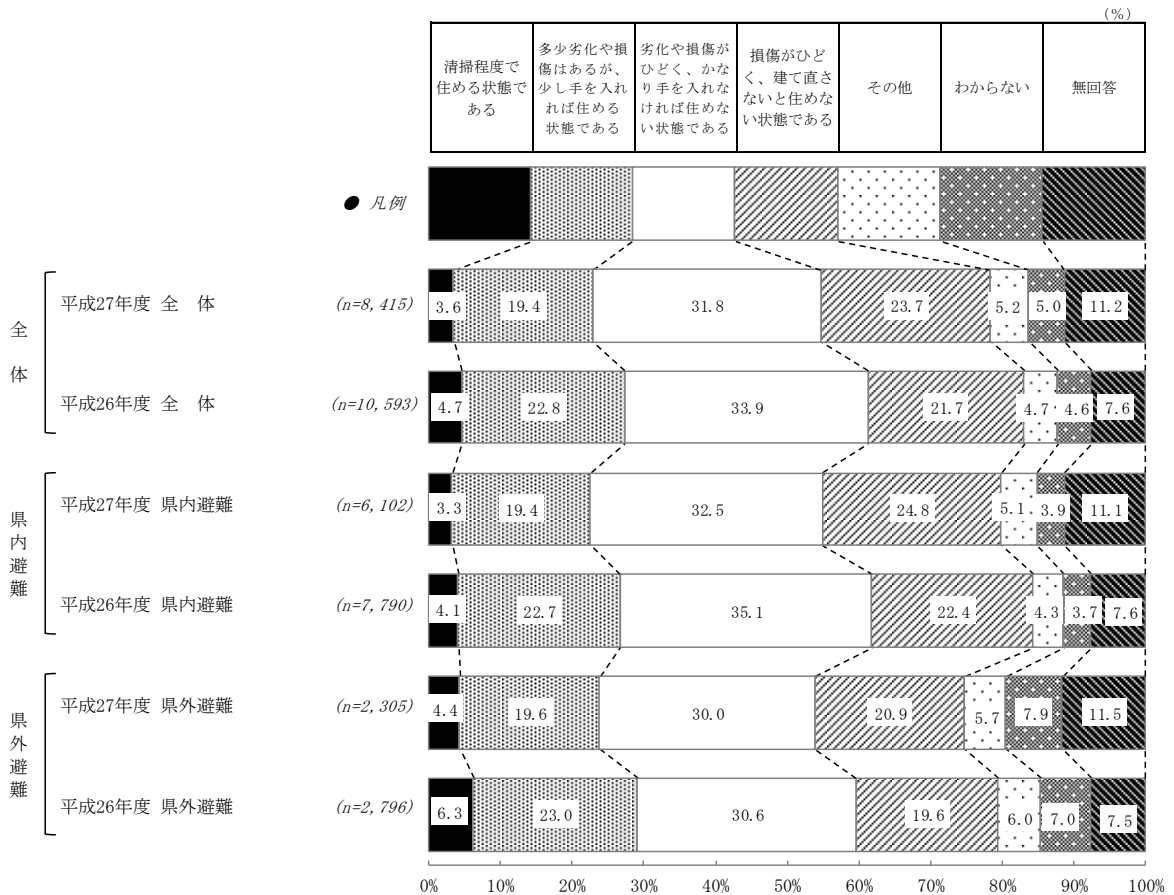 （%）
清掃程度で
住める状態で
ある
多少劣化や損
傷はあるが、
少し手を入れ
れば住める
状態である
劣化や損傷が
ひどく、かな
り手を入れな
ければ住めな
い状態である
損傷がひど
く、建て直さ
ないと住めな
い状態である
その他
わからない
無回答
● 凡例
全体
平成27年度 全　体 (n=8,415) 3.6 19.4 31.8 23.7 5.2 5.0 11.2
平成26年度 全　体 (n=10,593) 4.7 22.8 33.9 21.7 4.7 4.6 7.6
県内避難
平成27年度 県内避難 (n=6,102) 3.3 19.4 32.5 24.8 5.1 3.9 11.1
平成26年度 県内避難 (n=7,790) 4.1 22.7 35.1 22.4 4.3 3.7 7.6
県外避難
平成27年度 県外避難 (n=2,305) 4.4 19.6 30.0 20.9 5.7 7.9 11.5
平成26年度 県外避難 (n=2,796) 6.3 23.0 30.6 19.6 6.0 7.0 7.5
0% 10% 20% 30% 40% 50% 60% 70% 80% 90% 100%